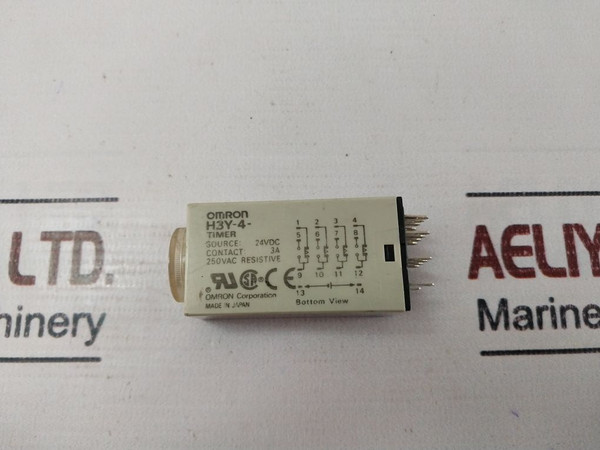 OMRON
H3Y-4-
TIMER
SOURCE: 24VDC
CONTACT 3A
250VAC RESISTIVE
OMRON Corporation
MADE IN JAPAN
1 2 3 4
5 6 7 8
9 10 11 12
13 14
Bottom View
LTD.
hinery
AELIY
Marine